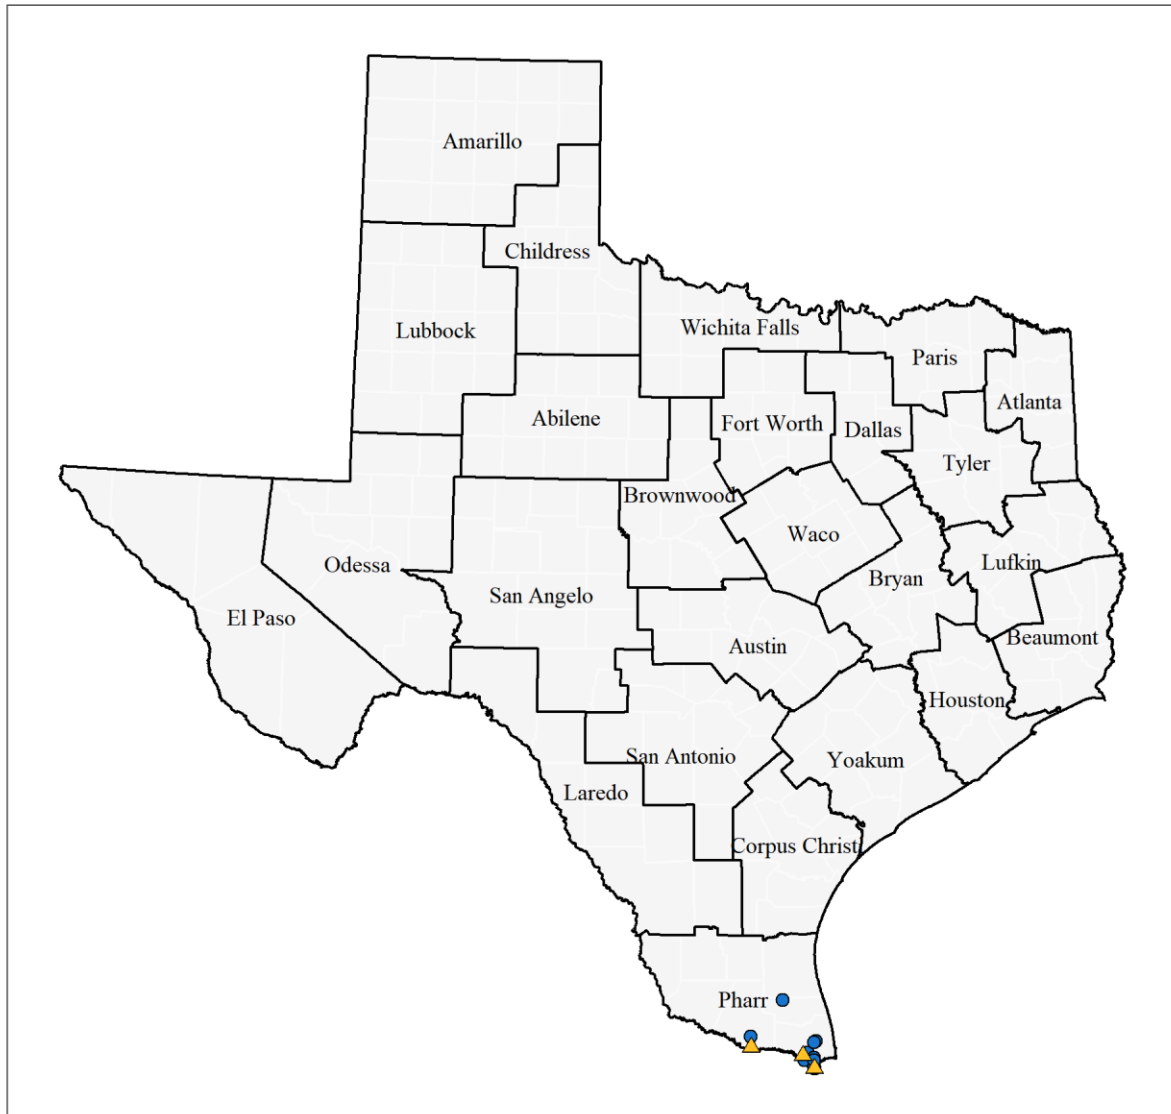 Amarillo
Childress
Lubbock
Wichita Falls
Paris
Atlanta
Abilene
Fort Worth
Dallas
Tyler
Brownwood
Waco
Odessa
Lufkin
Bryan
San Angelo
El Paso
Beaumont
Austin
Houston
San Antonio
Yoakum
Laredo
Corpus Christ
Pharr